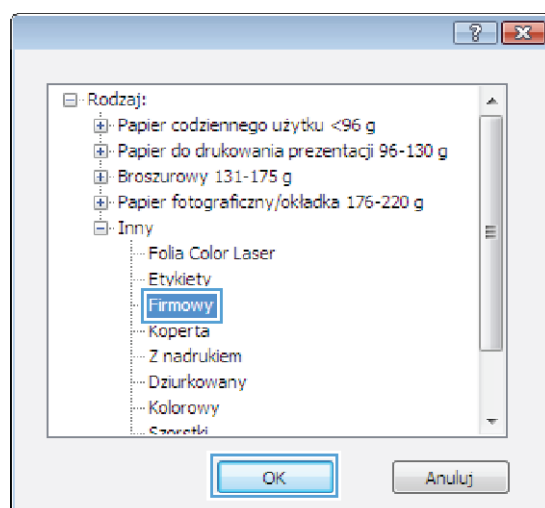 Rodzaj:
Papier codziennego użytku <96 g
Papier do drukowania prezentacji 96-130 g
Broszurowy 131-175 g
Papier fotograficzny/okładka 176-220 g
Inny
Folia Color Laser
Etykiety
Firmowy
Koperta
Z nadrukiem
Dziurkowany
Kolorowy
Szorstki
OK Anuluj